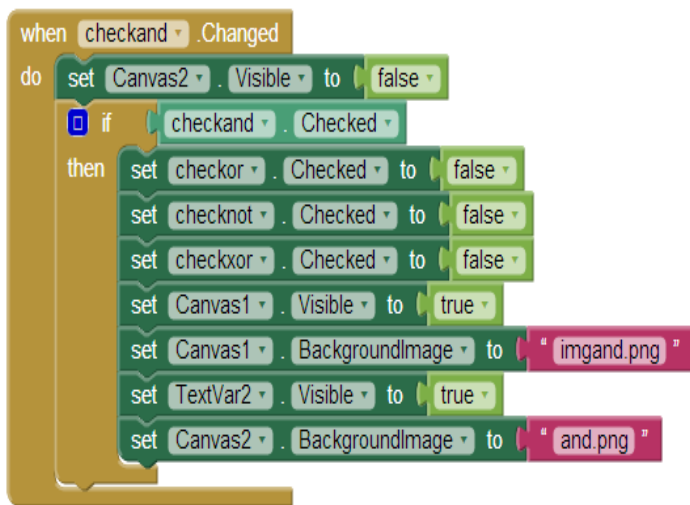 when checkand .Changed
do set Canvas2 . Visible to false
if checkand . Checked
then set checkor . Checked to false
set checknot . Checked to false
set checkxor . Checked to false
set Canvas1 . Visible to true
set Canvas1 . BackgroundImage to " imgand.png "
set TextVar2 . Visible to true
set Canvas2 . BackgroundImage to " and.png "